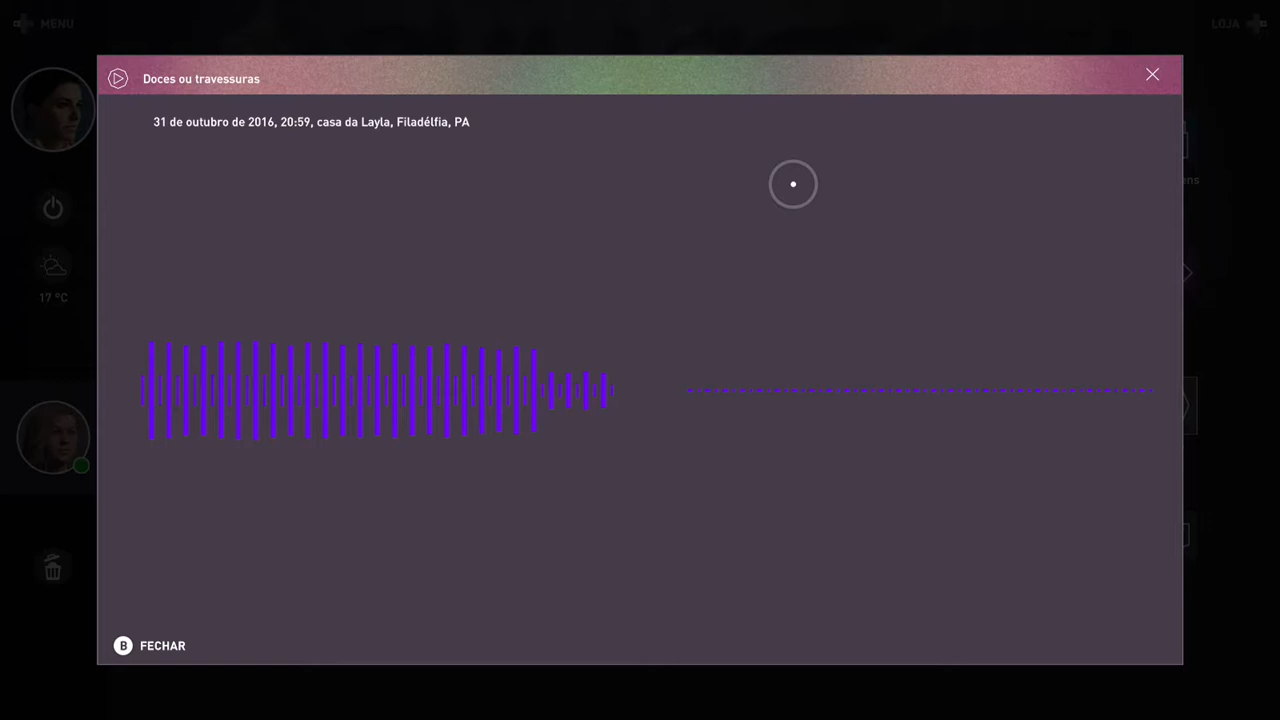 MENU
LOJA
Doces ou travessuras
31 de outubro de 2016, 20:59, casa da Layla, Filadélfia, PA
ens
17 °C
B FECHAR